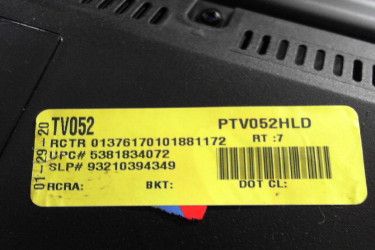 01-29-20
TV052 PTV052HLD
RCTR 01376170101881172 RT :7
UPC# 5381834072
SLP# 93210394349
RCRA: BKT: DOT CL: